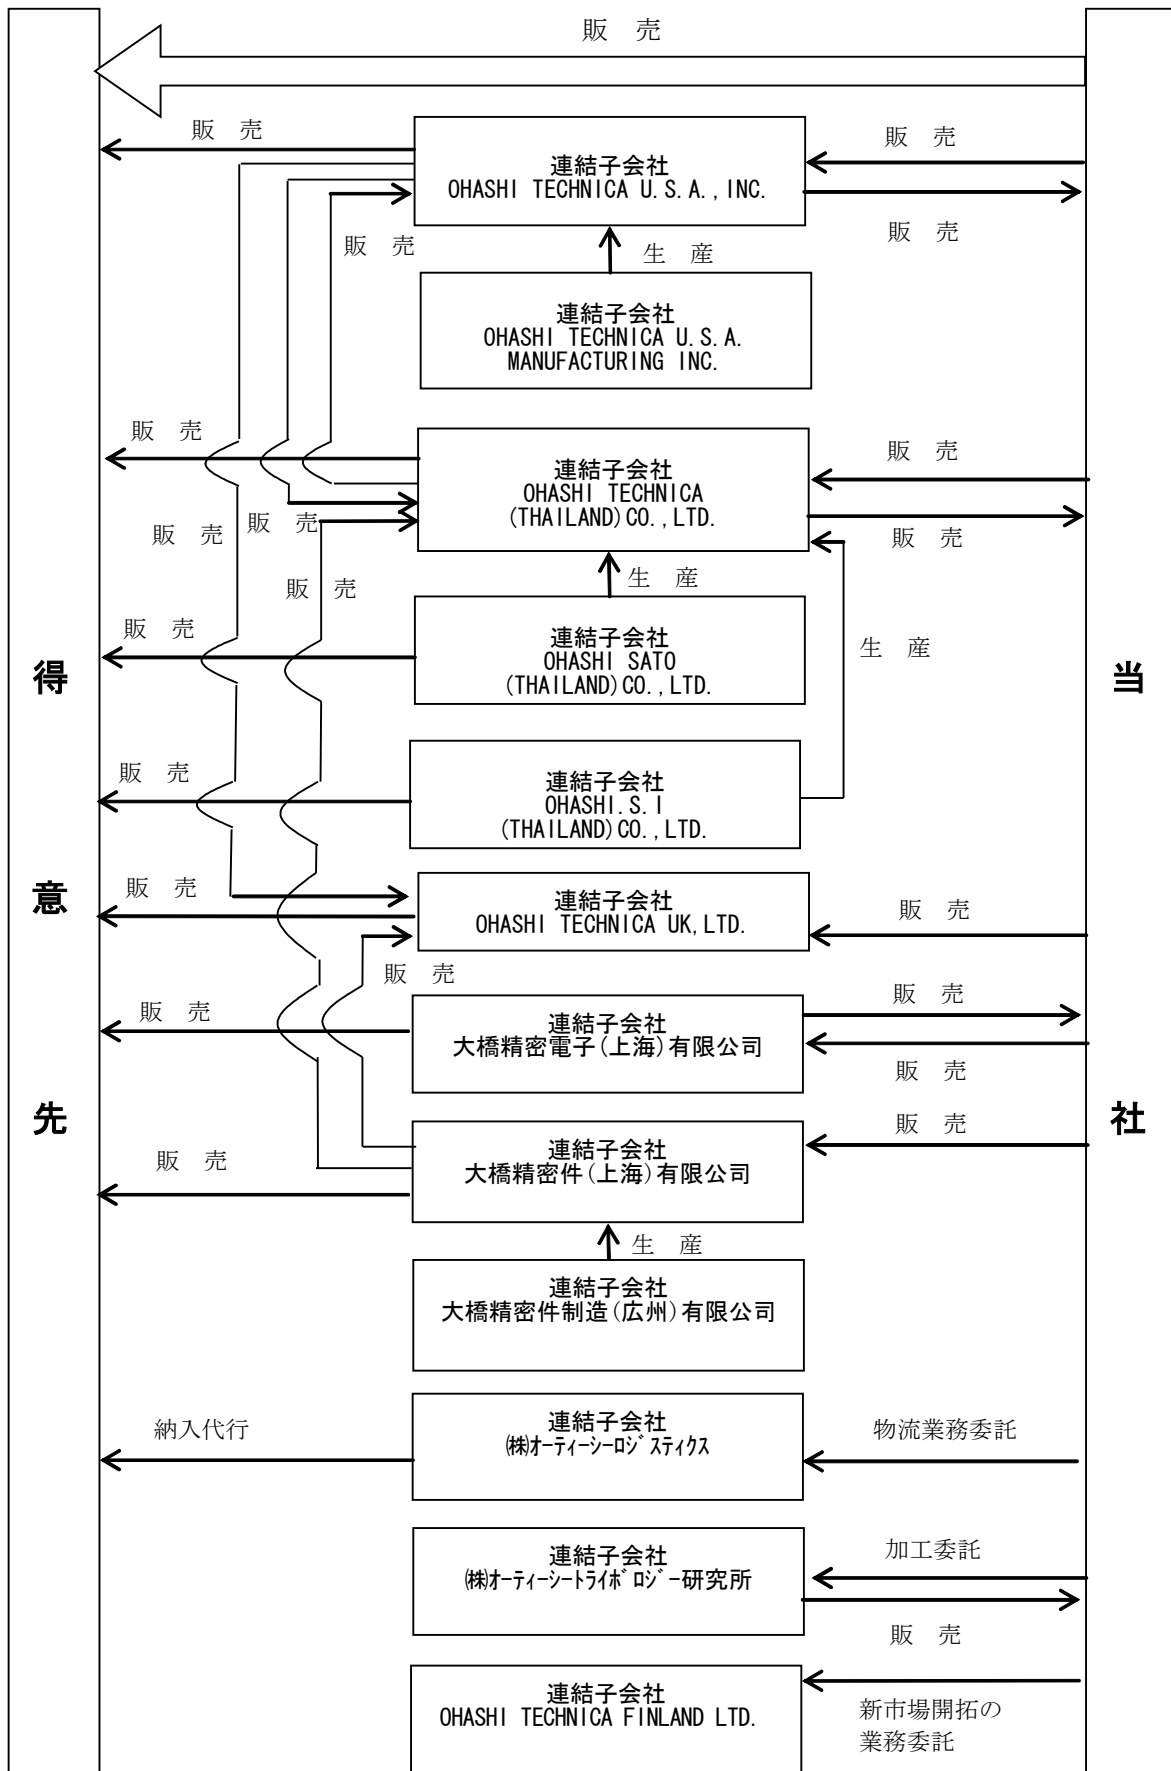 販　売
販　売
販　売
連結子会社
OHASHI TECHNICA U.S.A.,INC.
販　売
販　売
生　産
連結子会社
OHASHI TECHNICA U.S.A.
MANUFACTURING INC.
販　売
販　売
連結子会社
OHASHI TECHNICA
(THAILAND)CO.,LTD.
販　売
販　売
販　売
販　売
生　産
販　売
連結子会社
OHASHI SATO
(THAILAND)CO.,LTD.
生　産
得
意
先
当
社
販　売
連結子会社
OHASHI.S.I
(THAILAND)CO.,LTD.
販　売
連結子会社
OHASHI TECHNICA UK,LTD.
販　売
販　売
販　売
連結子会社
大橋精密電子(上海)有限公司
販　売
販　売
販　売
連結子会社
大橋精密件(上海)有限公司
販　売
生　産
連結子会社
大橋精密件制造(広州)有限公司
納入代行
連結子会社
㈱オーティーシーロジスティクス
物流業務委託
連結子会社
㈱オーティーシートライボロジー研究所
加工委託
販　売
連結子会社
OHASHI TECHNICA FINLAND LTD.
新市場開拓の
業務委託